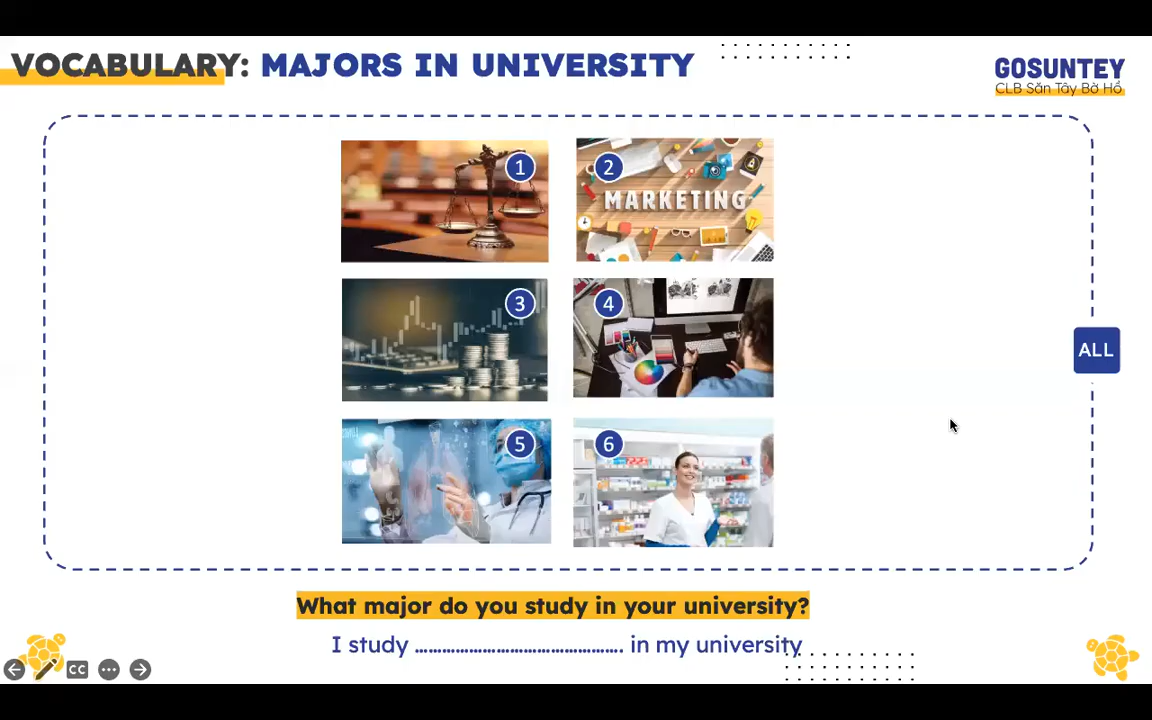 VOCABULARY: MAJORS IN UNIVERSITY
GOSUNTEY
CLB Săn Tây Bờ Hồ
1
2
MARKETING
3
4
5
6
ALL
What major do you study in your university?
I study ................................................ in my university
CC